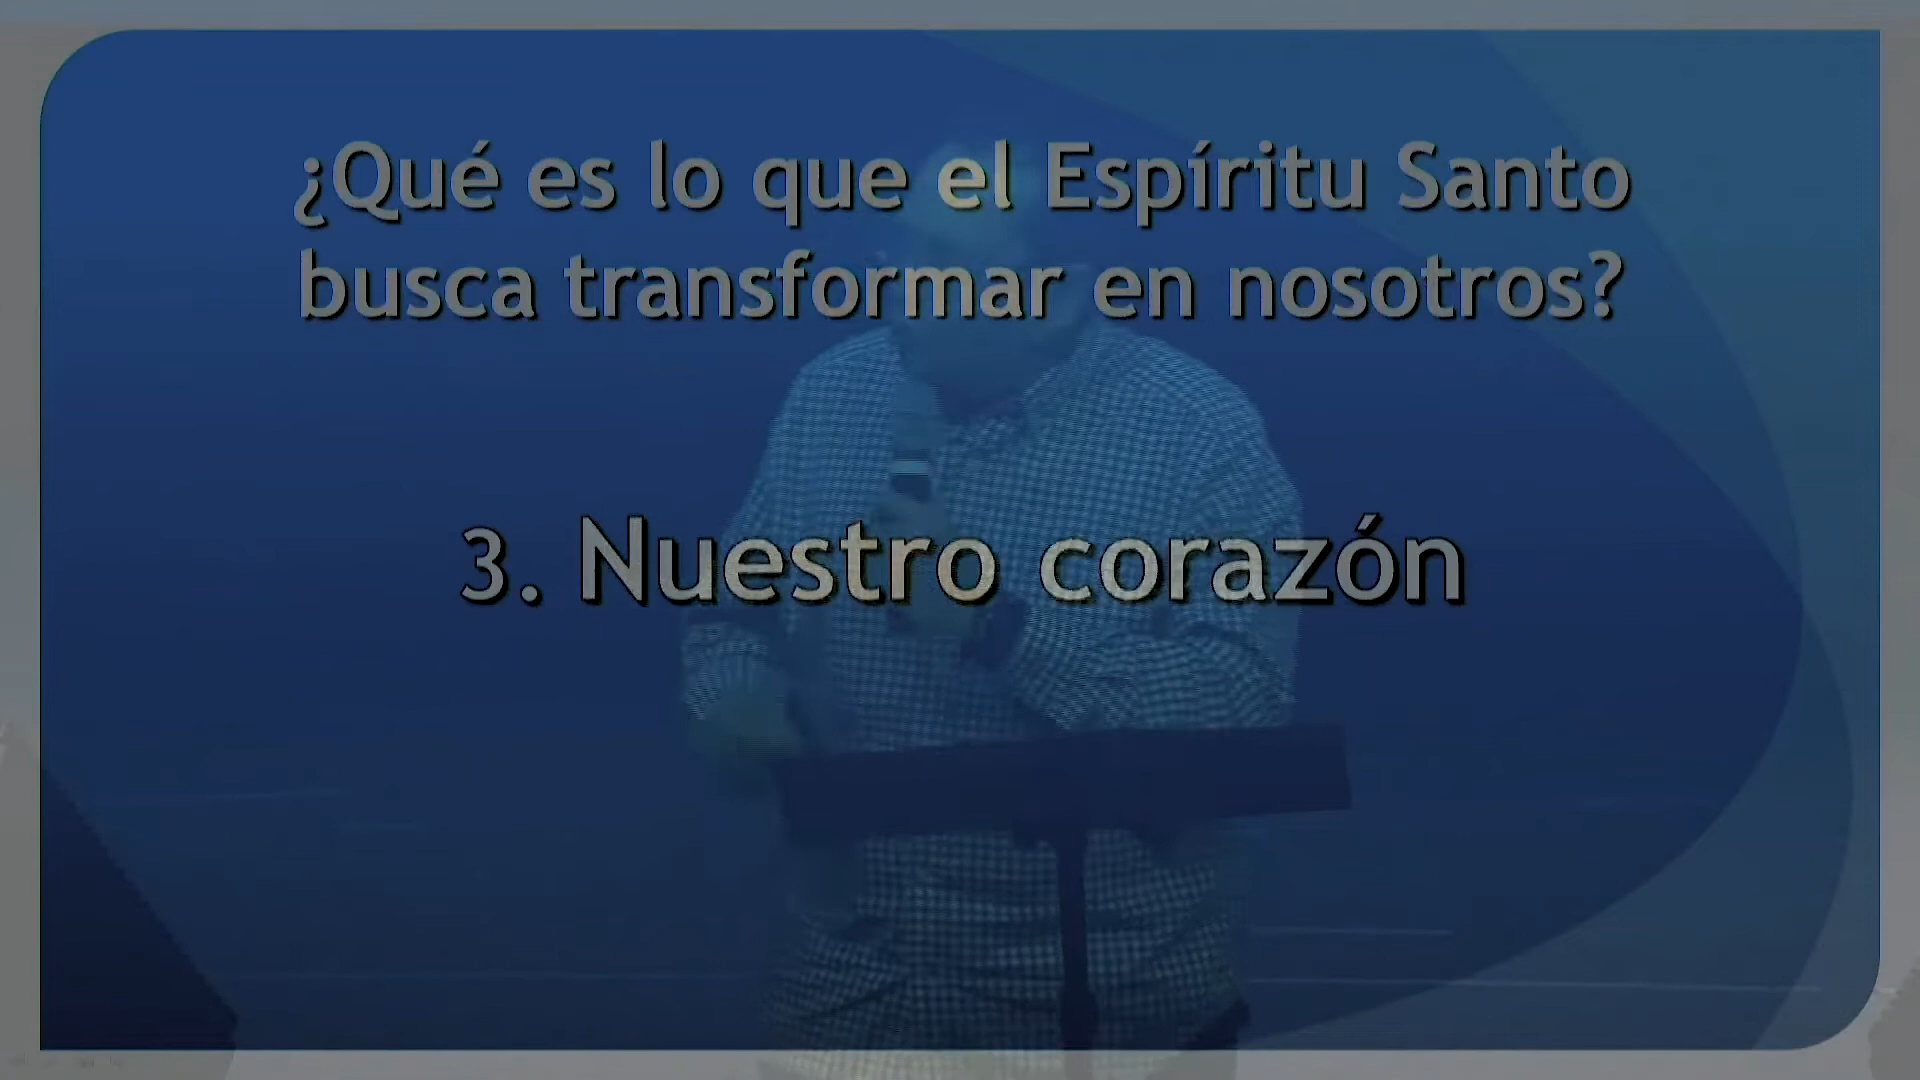 ¿Qué es lo que el Espíritu Santo
busca transformar en nosotros?
3. Nuestro corazón